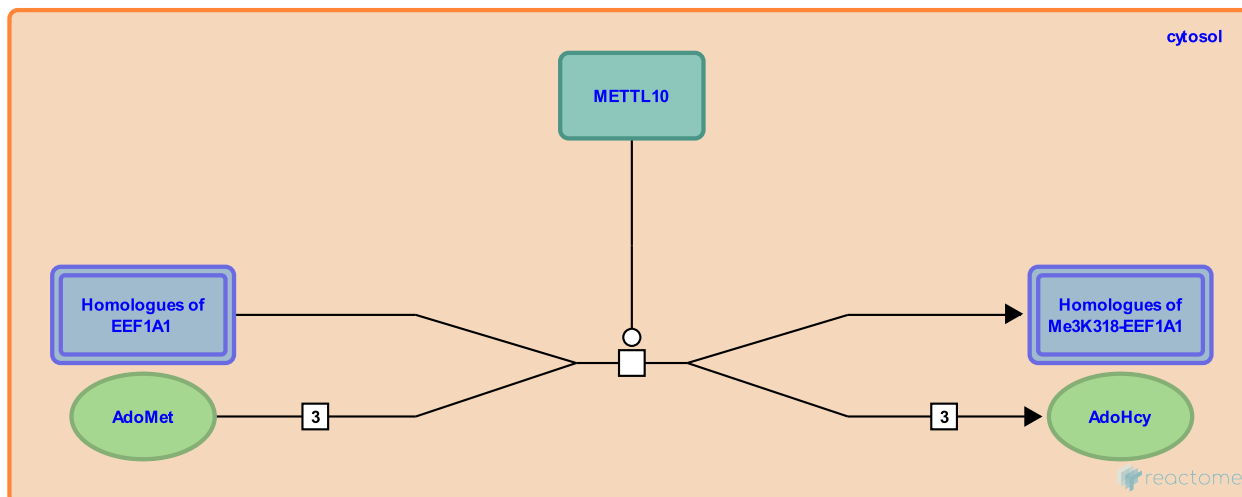 cytosol
METTL10
Homologues of
EEF1A1
Homologues of
Me3K318-EEF1A1
AdoMet
3
3
AdoHcy
reactome